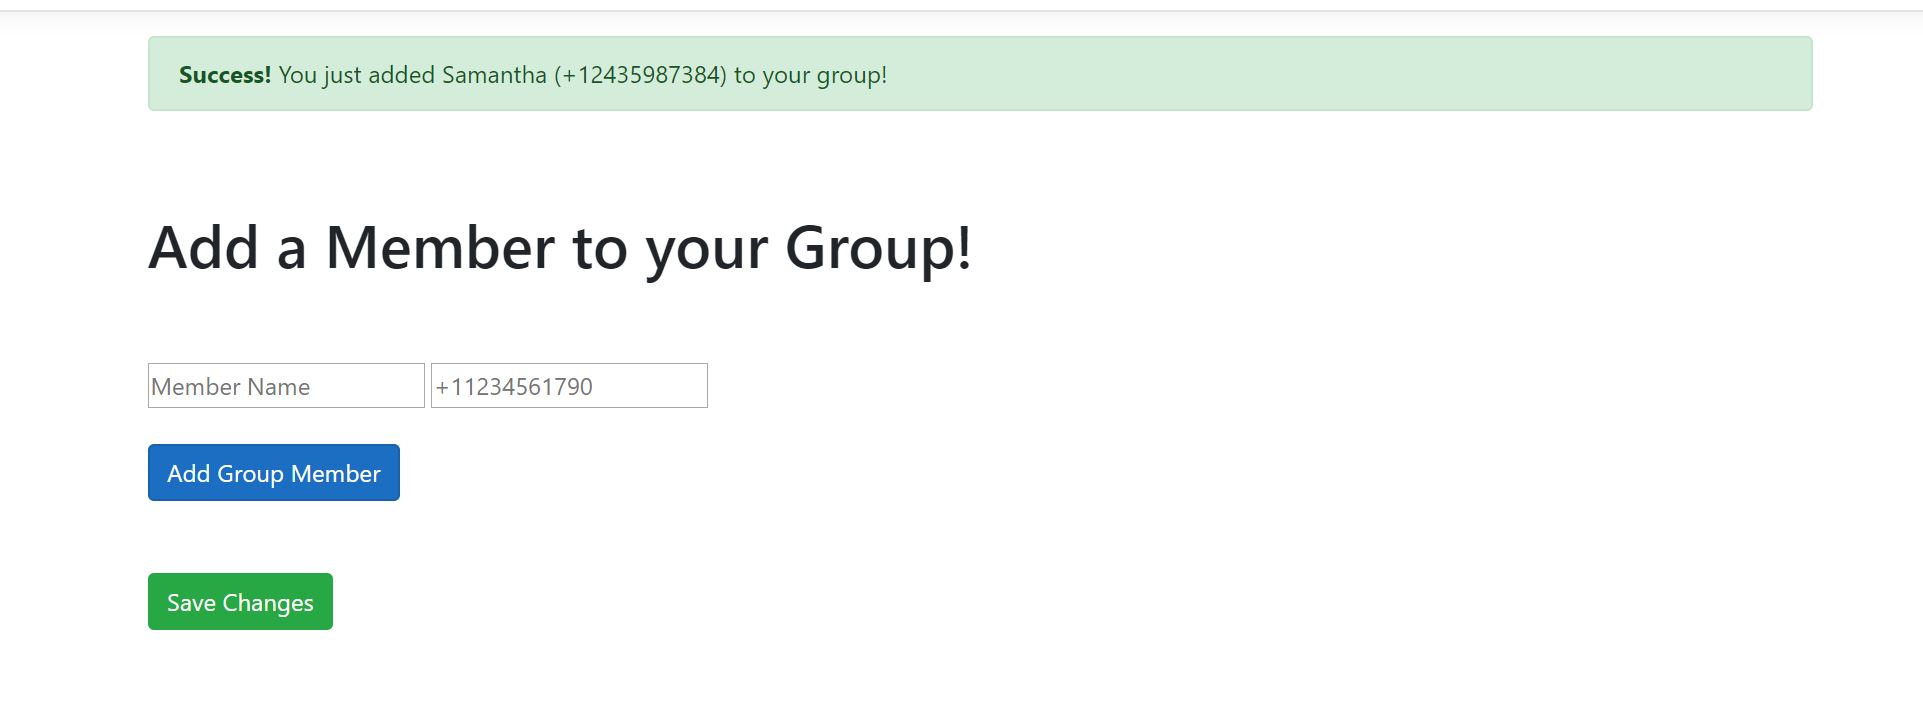 Success! You just added Samantha (+12435987384) to your group!
Add a Member to your Group!
Member Name +11234561790
Add Group Member
Save Changes